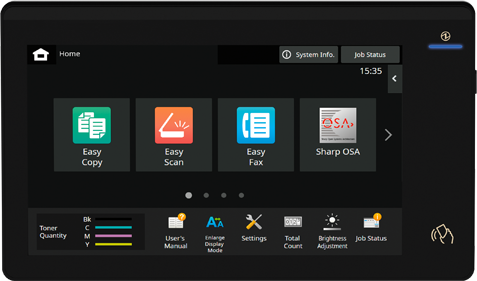 Home
System Info.
Job Status
15:35
Easy
Copy
Easy
Scan
Easy
Fax
OSA
Sharp OSA
Toner
Quantity
Bk
C
M
Y
User's
Manual
AA
Enlarge
Display
Mode
Settings
Total
Count
Brightness
Adjustment
Job Status